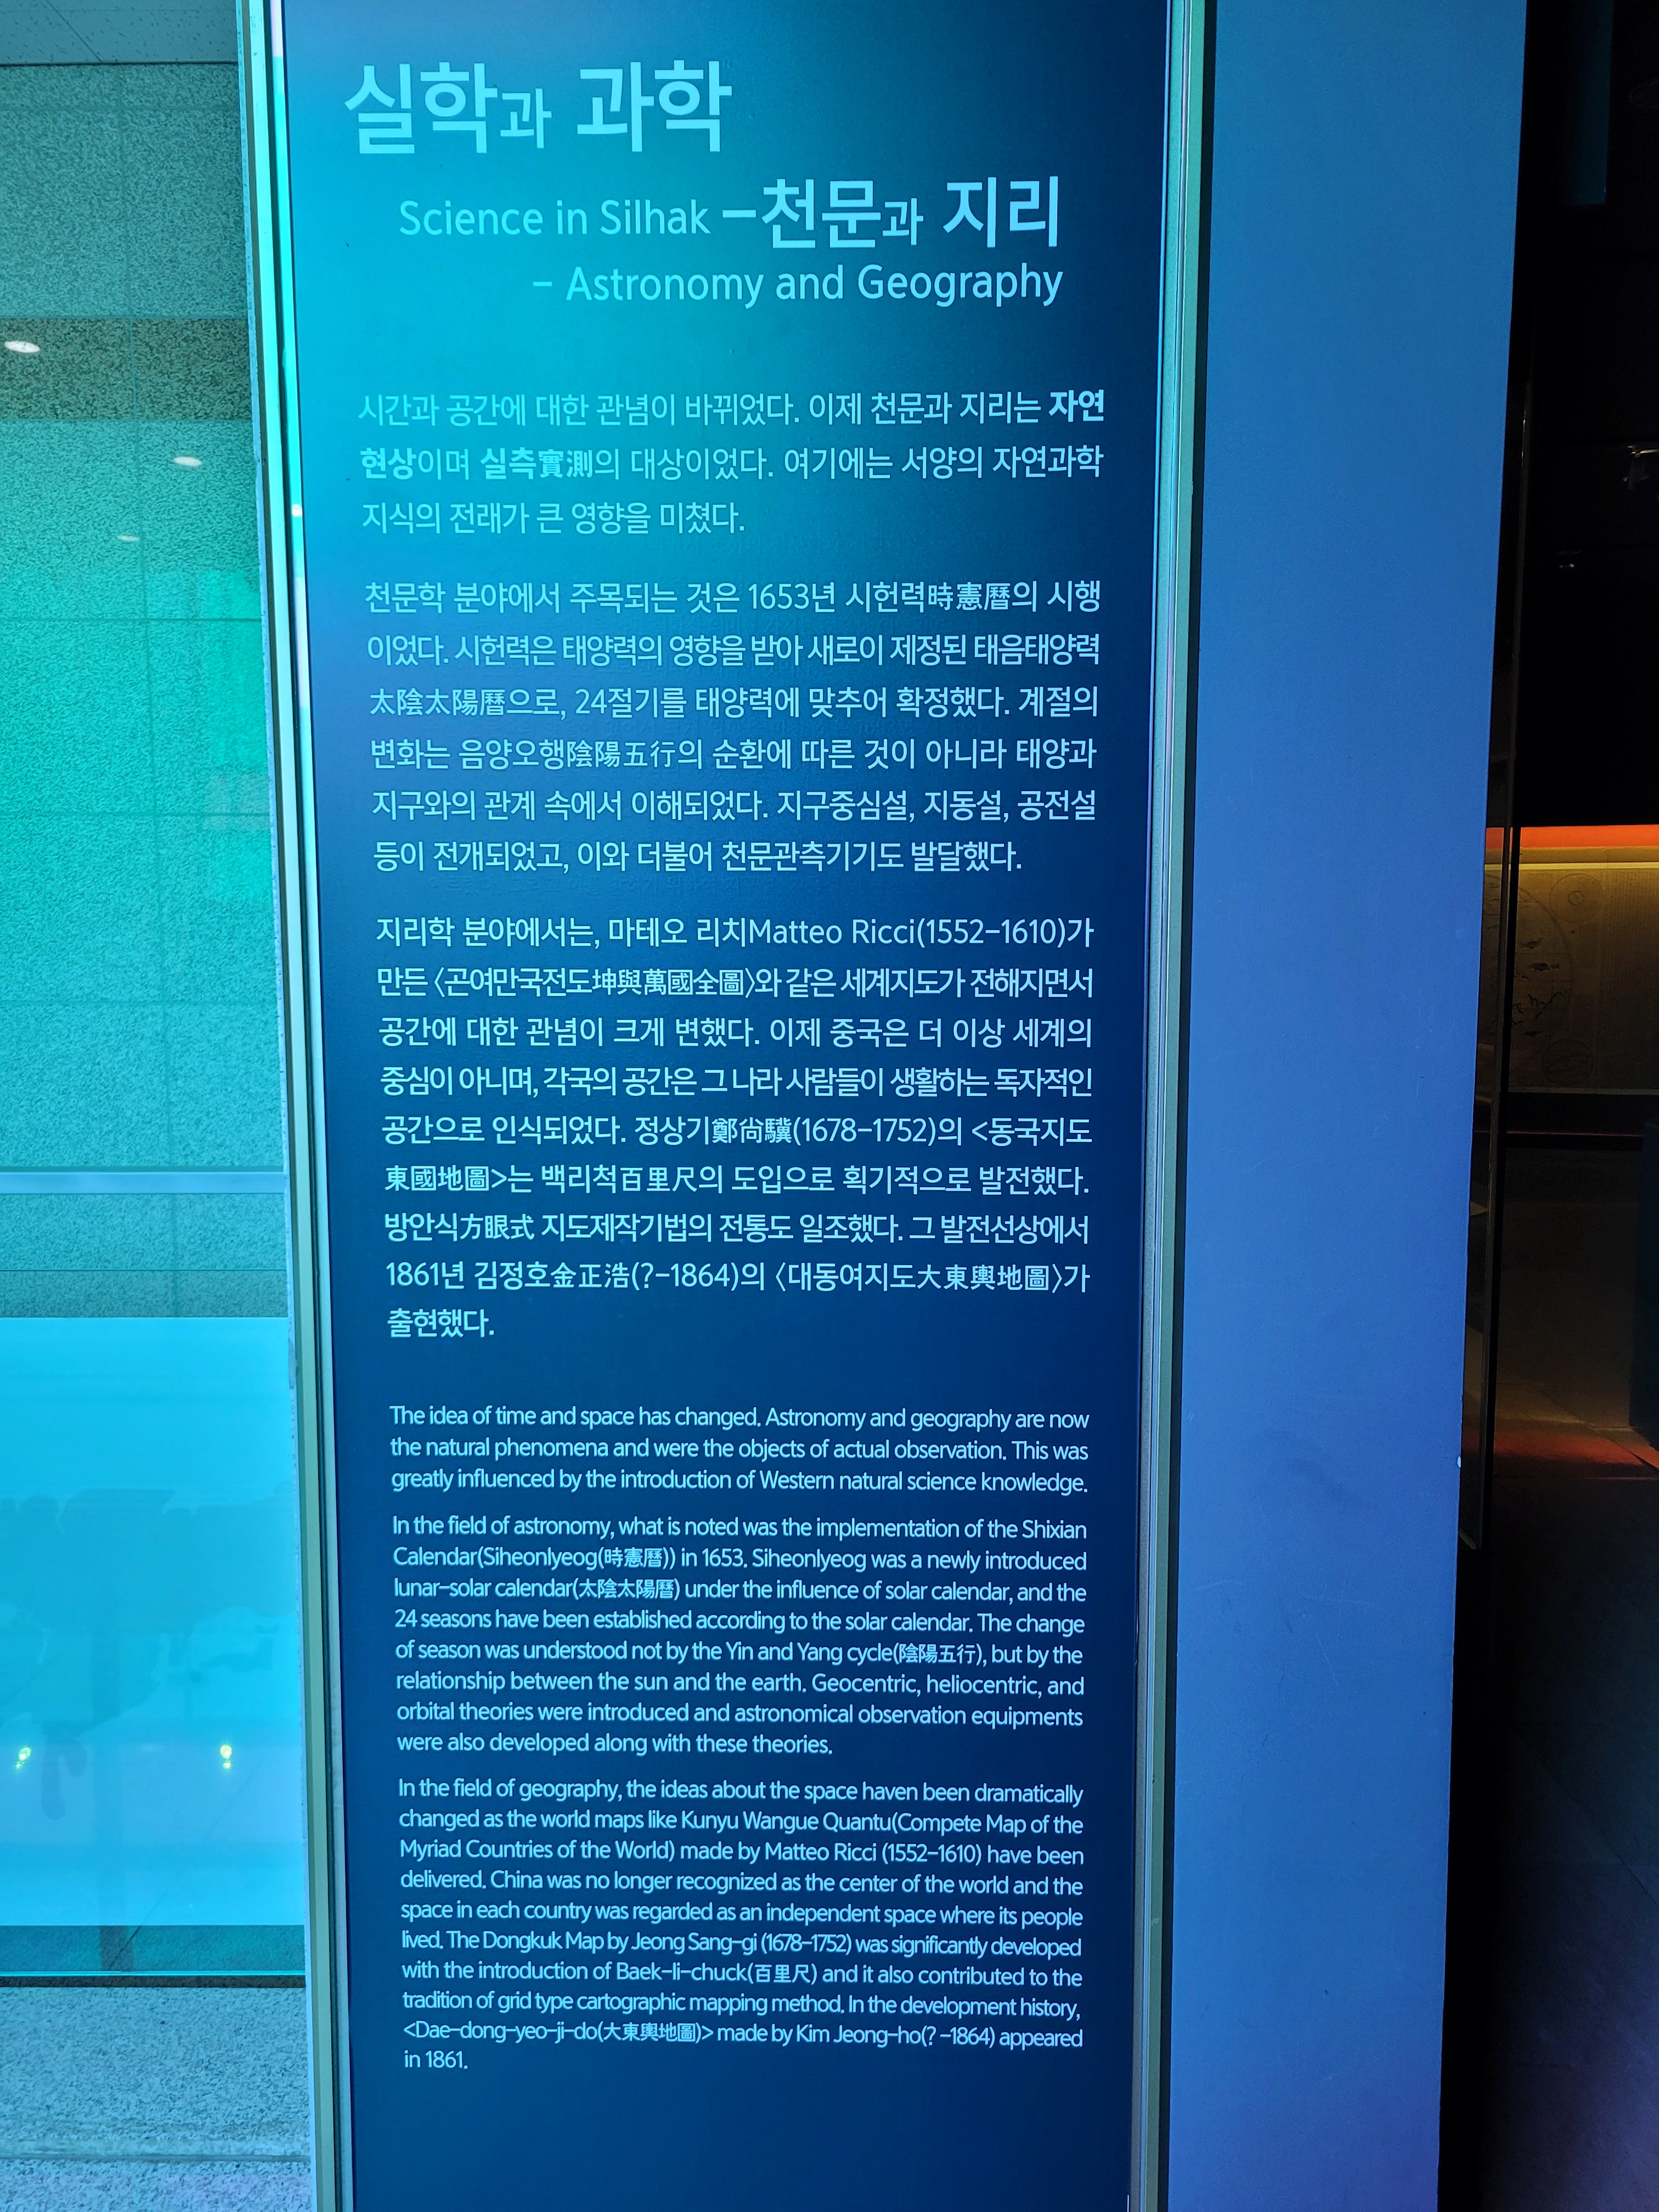 실학과 과학
Science in Silhak –천문과 지리
– Astronomy and Geography
시간과 공간에 대한 관념이 바뀌었다. 이제 천문과 지리는 자연
현상이며 실측實測의 대상이었다. 여기에는 서양의 자연과학
지식의 전래가 큰 영향을 미쳤다.
천문학 분야에서 주목되는 것은 1653년 시헌력時憲曆의 시행
이었다. 시헌력은 태양력의 영향을 받아 새로이 제정된 태음태양력
太陰太陽曆으로, 24절기를 태양력에 맞추어 확정했다. 계절의
변화는 음양오행陰陽五行의 순환에 따른 것이 아니라 태양과
지구와의 관계 속에서 이해되었다. 지구중심설, 지동설, 공전설
등이 전개되었고, 이와 더불어 천문관측기기도 발달했다.
지리학 분야에서는, 마테오 리치Matteo Ricci(1552–1610)가
만든 〈곤여만국전도坤與萬國全圖〉와 같은 세계지도가 전해지면서
공간에 대한 관념이 크게 변했다. 이제 중국은 더 이상 세계의
중심이 아니며, 각국의 공간은 그 나라 사람들이 생활하는 독자적인
공간으로 인식되었다. 정상기鄭尙驥(1678–1752)의 <동국지도
東國地圖>는 백리척百里尺의 도입으로 획기적으로 발전했다.
방안식方眼式 지도제작기법의 전통도 일조했다. 그 발전선상에서
1861년 김정호金正浩(?–1864)의 〈대동여지도大東輿地圖〉가
출현했다.
The idea of time and space has changed. Astronomy and geography are now
the natural phenomena and were the objects of actual observation. This was
greatly influenced by the introduction of Western natural science knowledge.
In the field of astronomy, what is noted was the implementation of the Shixian
Calendar(Siheonlyeog(時憲曆)) in 1653. Siheonlyeog was a newly introduced
lunar–solar calendar(太陰太陽曆) under the influence of solar calendar, and the
24 seasons have been established according to the solar calendar. The change
of season was understood not by the Yin and Yang cycle(陰陽五行), but by the
relationship between the sun and the earth. Geocentric, heliocentric, and
orbital theories were introduced and astronomical observation equipments
were also developed along with these theories.
In the field of geography, the ideas about the space haven been dramatically
changed as the world maps like Kunyu Wangue Quantu(Compete Map of the
Myriad Countries of the World) made by Matteo Ricci (1552–1610) have been
delivered. China was no longer recognized as the center of the world and the
space in each country was regarded as an independent space where its people
lived. The Dongkuk Map by Jeong Sang–gi (1678–1752) was significantly developed
with the introduction of Baek–li–chuck(百里尺) and it also contributed to the
tradition of grid type cartographic mapping method. In the development history,
<Dae–dong–yeo–ji–do(大東輿地圖)> made by Kim Jeong–ho(? –1864) appeared
in 1861.